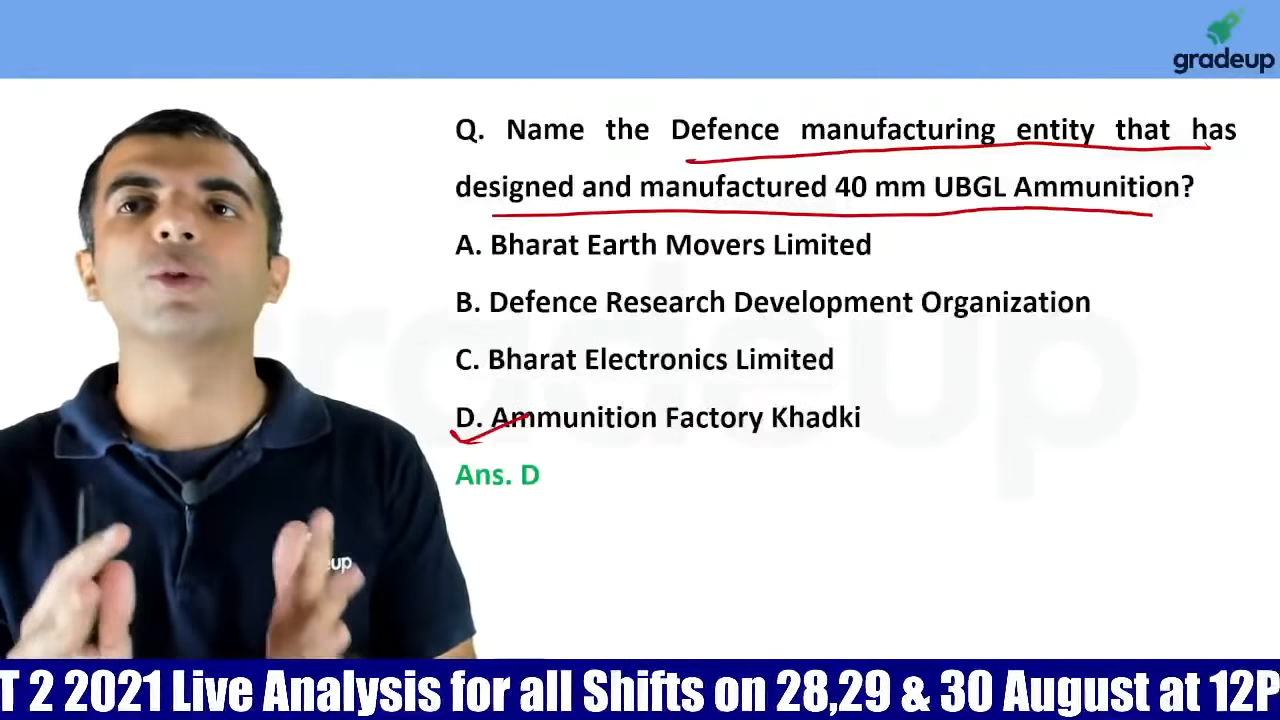 gradeup
Q. Name the Defence manufacturing entity that has
designed and manufactured 40 mm UBGL Ammunition?
A. Bharat Earth Movers Limited
B. Defence Research Development Organization
C. Bharat Electronics Limited
D. Ammunition Factory Khadki
Ans. D
up
T 2 2021 Live Analysis for all Shifts on 28,29 & 30 August at 12P